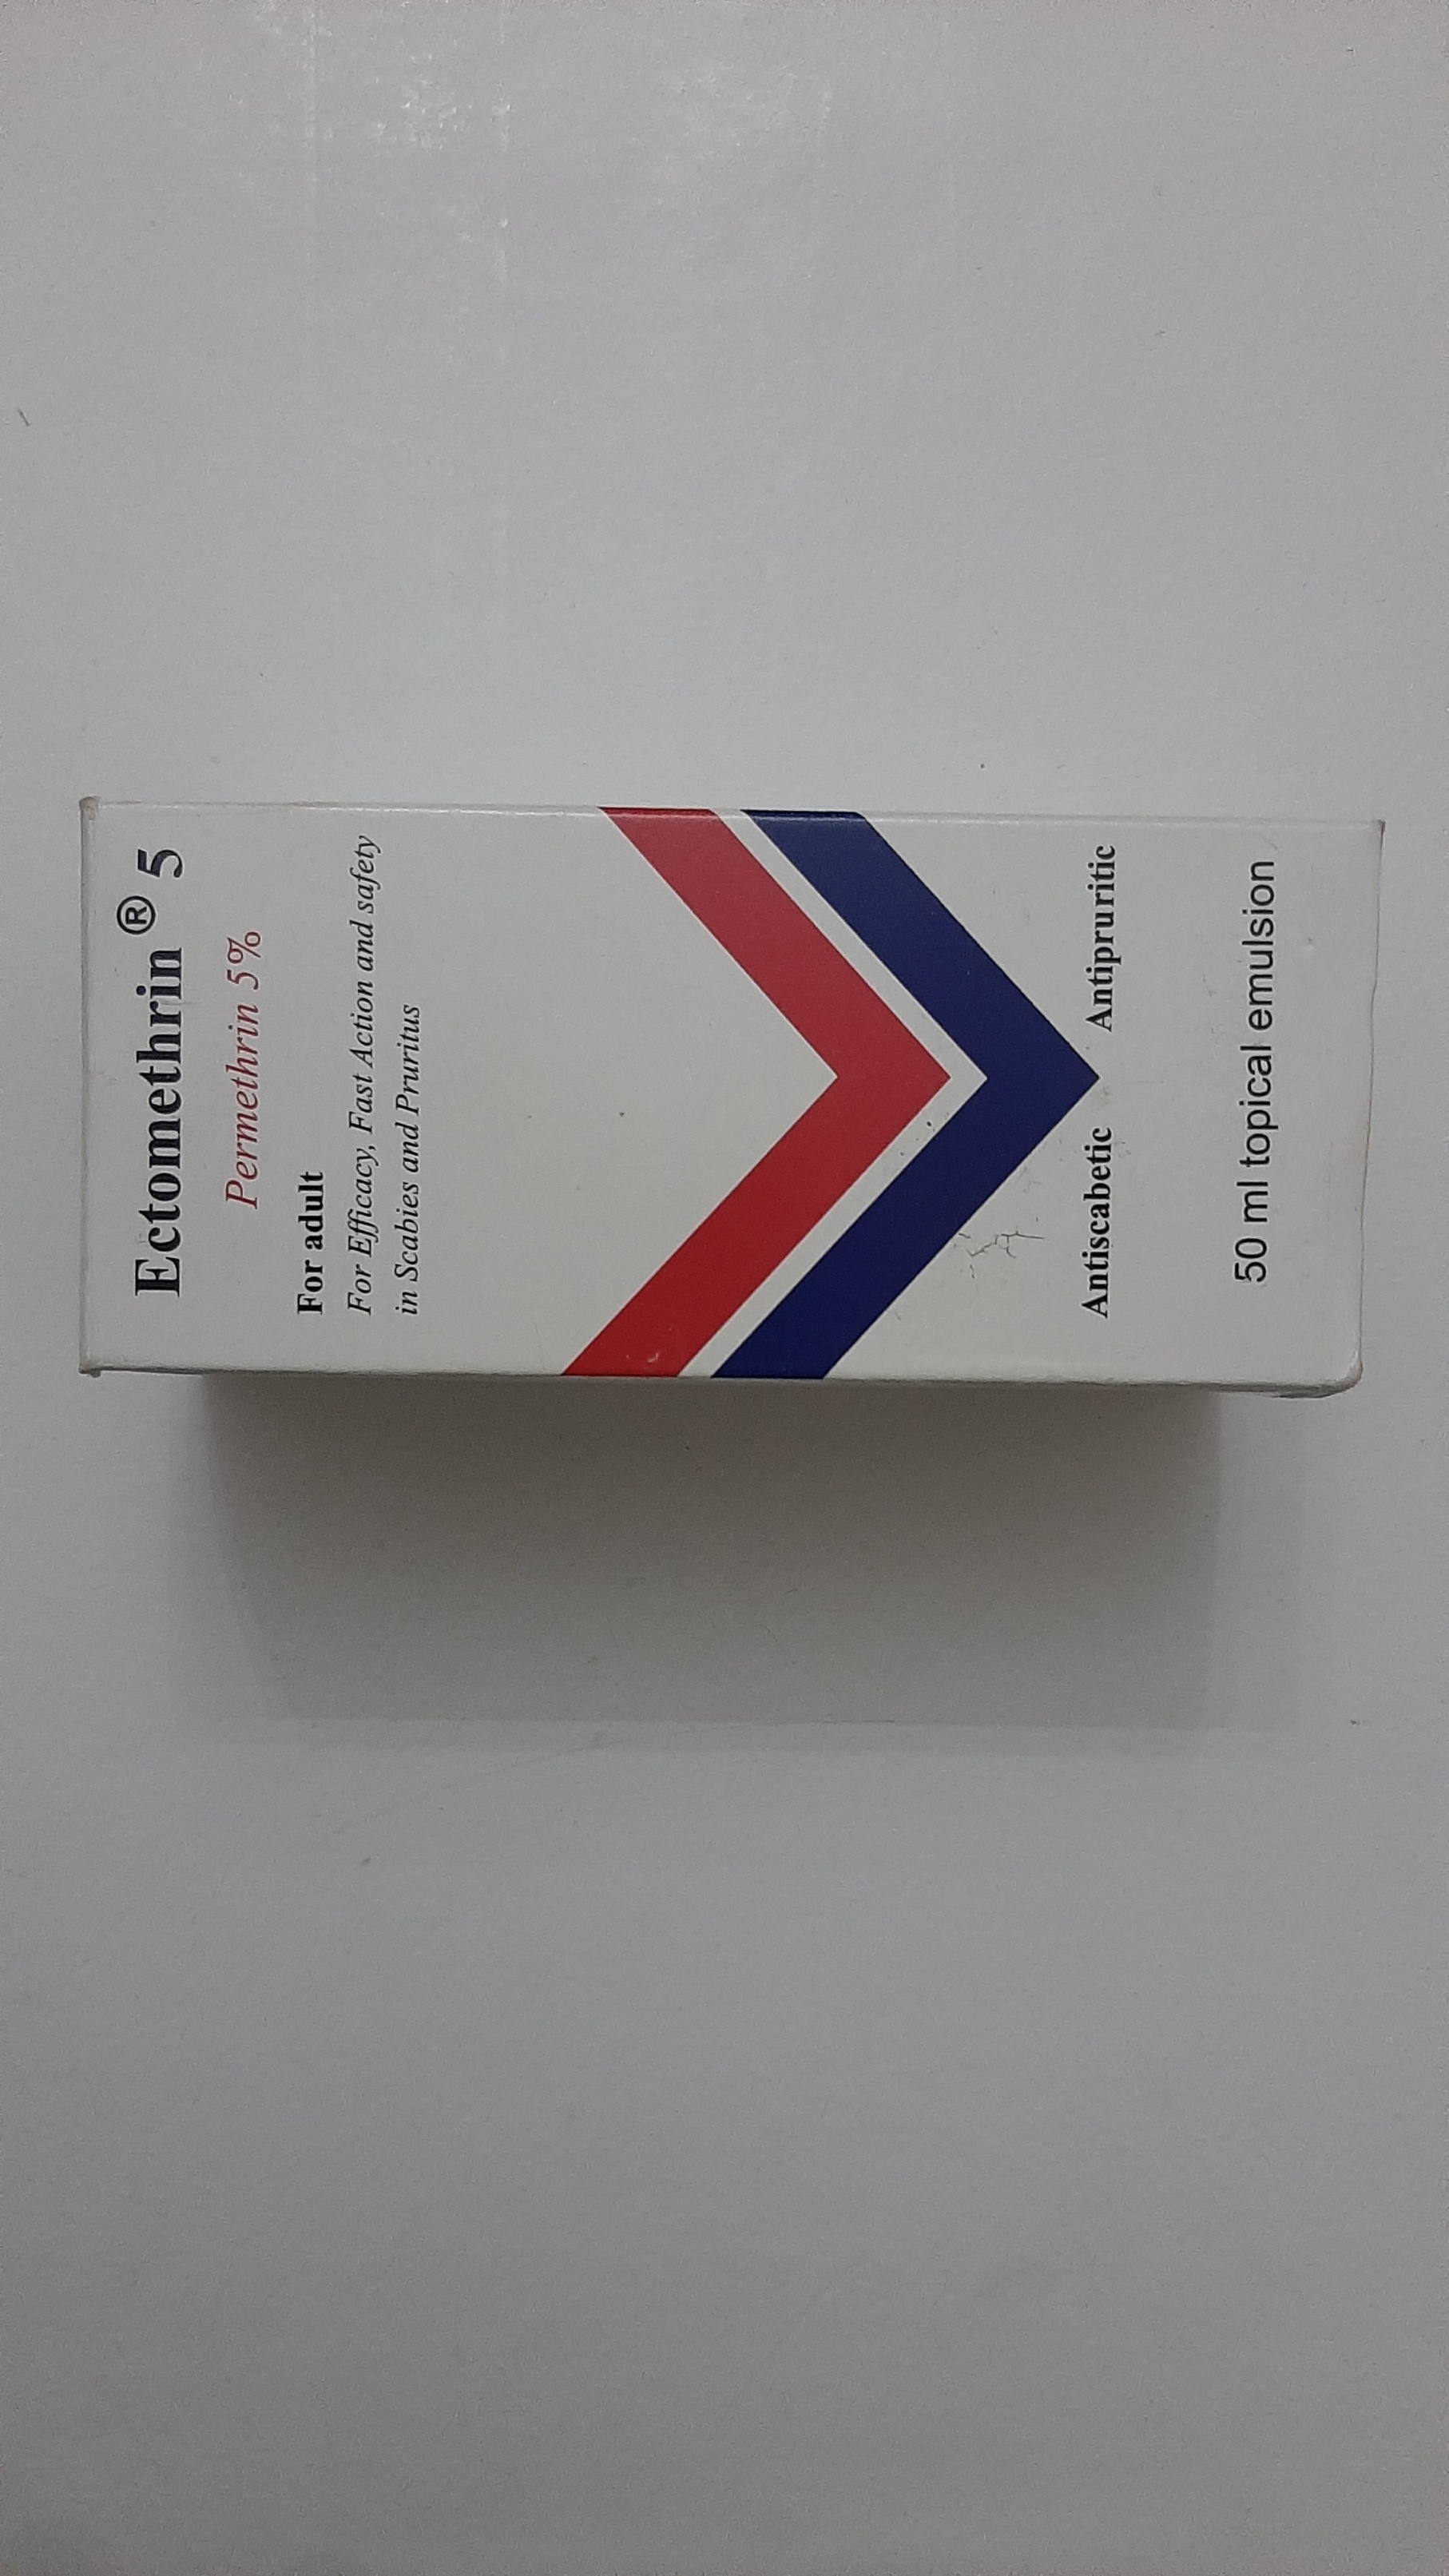 Ectomethrin® 5
Permethrin 5%
For adult
For Efficacy, Fast Action and safety
in Scabies and Pruritus
Antiscabetic Antipruritic
50 ml topical emulsion